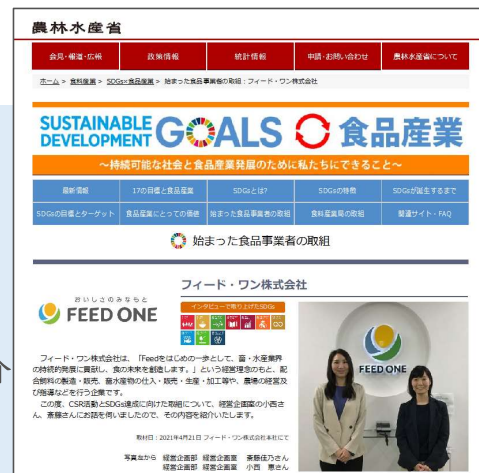 農林水産省
会見・報道・広報
政策情報
統計情報
申請・お問い合わせ
農林水産省について
ホーム > 食料産業 > SDGs×食品産業 > 始まった食品事業者の取組：フィード・ワン株式会社
SUSTAINABLE DEVELOPMENT GOALS 食品産業
～持続可能な社会と食品産業発展のために私たちにできること～
最新情報
17の目標と食品産業
SDGsとは?
SDGsの特徴
SDGsが誕生するまで
SDGsの目標とターゲット
食品産業にとっての価値
始まった食品事業者の取組
食料産業局の取組
関連サイト・FAQ
始まった食品事業者の取組
フィード・ワン株式会社
おいしさのみなもと
FEED ONE
インタビューで取り上げたSDGs
フィード・ワン株式会社は、「Feedをはじめの一歩として、畜・水産業界
の持続的発展に貢献し、食の未来を創造します。」という経営理念のもと、配
合飼料の製造・販売、畜水産物の仕入・販売・生産・加工等や、農場の経営及
び指導などを行う企業です。
この度、CSR活動とSDGs達成に向けた取組について、経営企画室の小西さ
ん、斎藤さんにお話を伺いましたので、その内容を紹介いたします。
取材日：2021年4月21日 フィード・ワン株式会社本社にて
写真左から 経営企画部 経営企画室 斎藤佳乃さん
経営企画部 経営企画室 小西 恵さん
FEED ONE
介